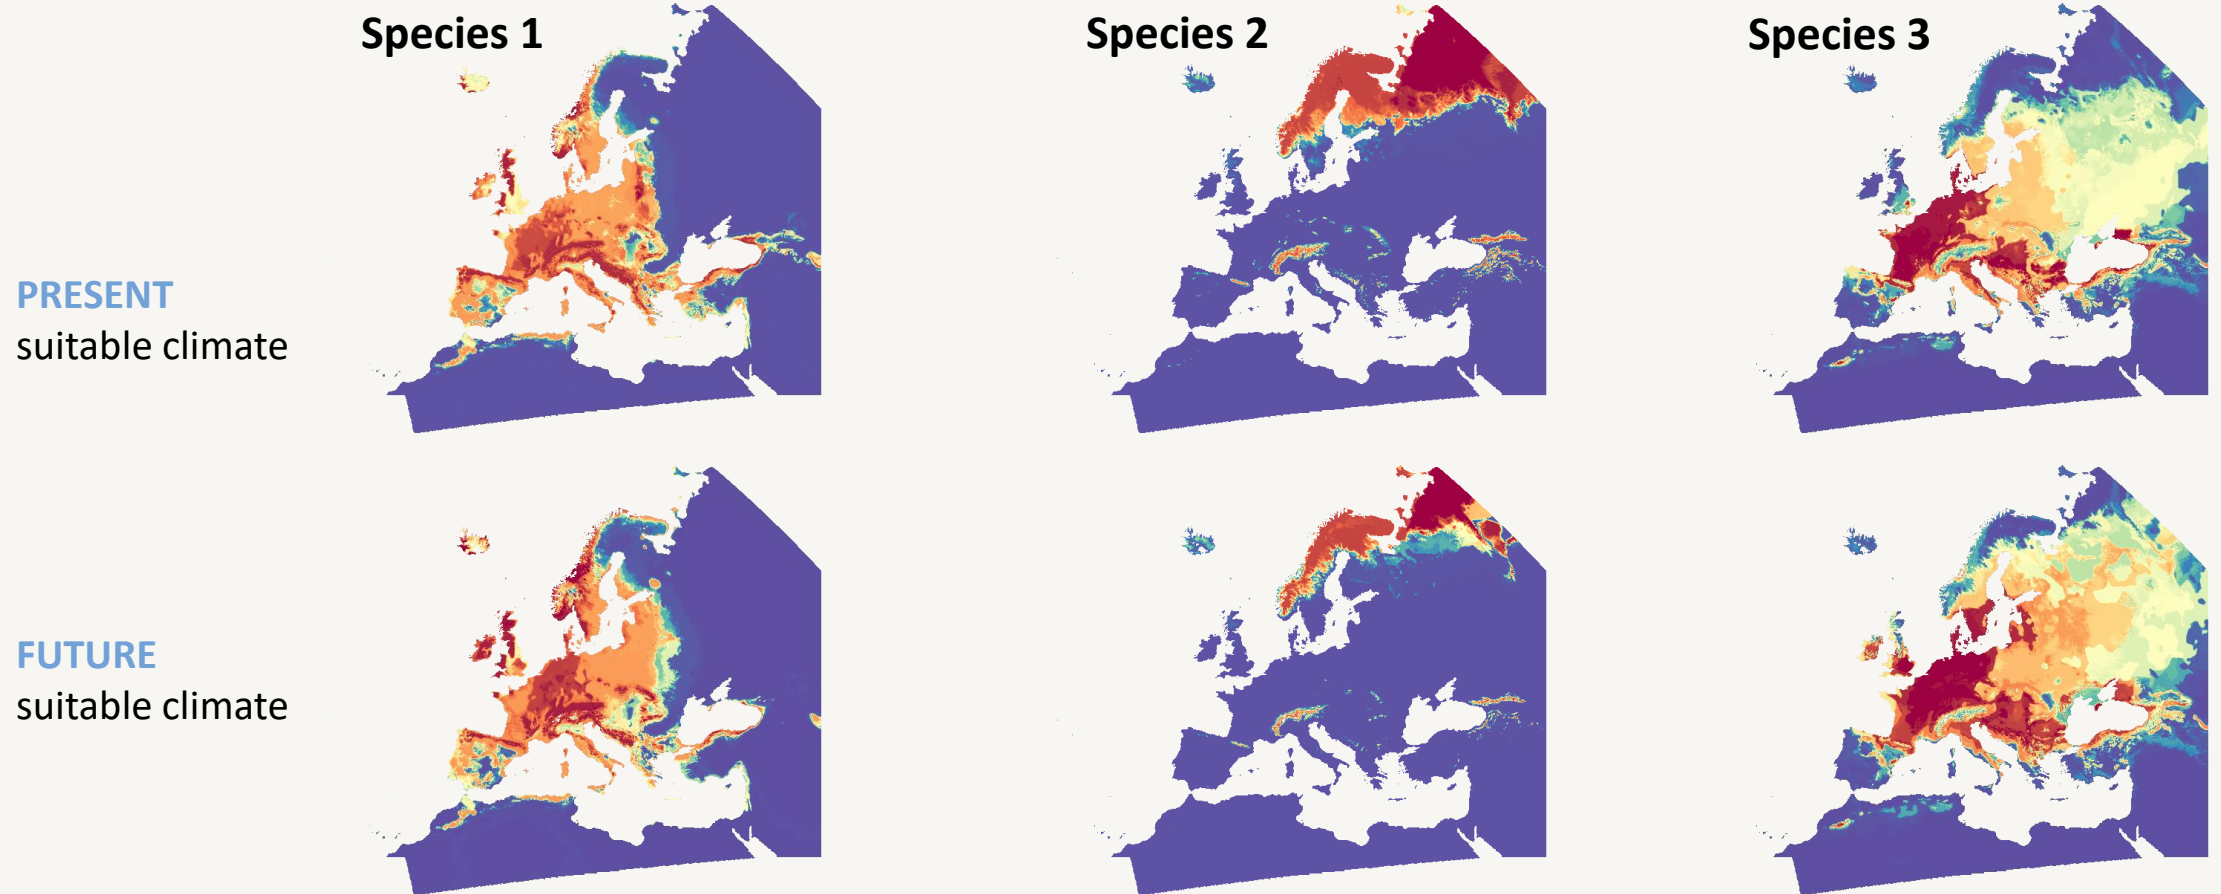 Species 1
Species 2
Species 3
PRESENT
suitable climate
FUTURE
suitable climate